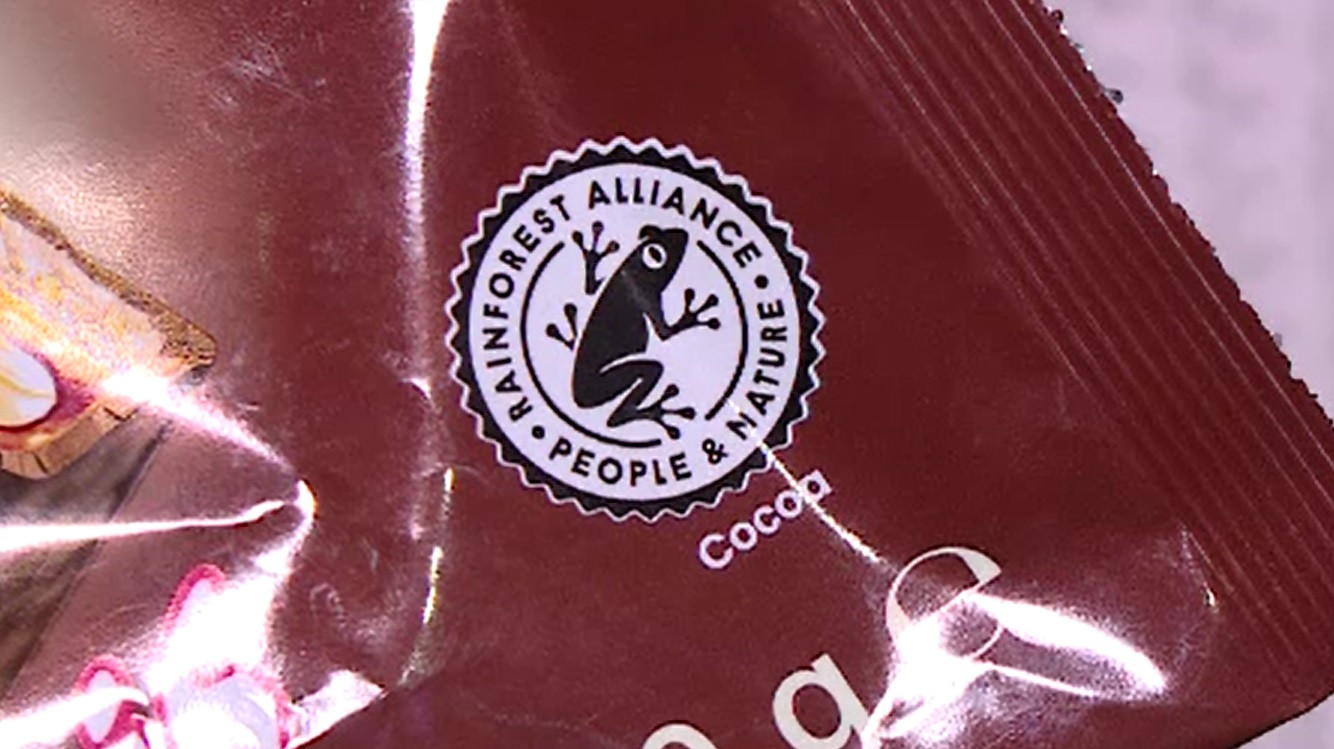 RAINFOREST ALLIANCE
• PEOPLE & NATURE •
Cocoa
g
e